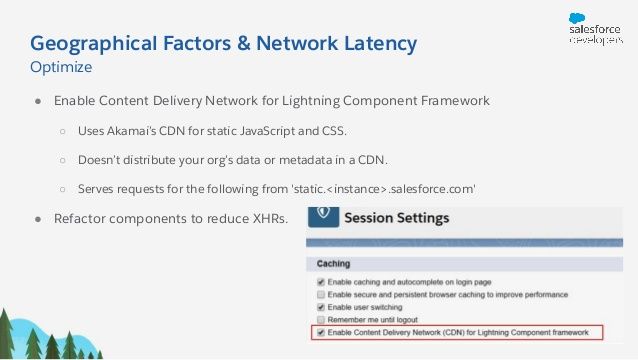 salesforce
developers
Geographical Factors & Network Latency
Optimize
● Enable Content Delivery Network for Lightning Component Framework
○ Uses Akamai's CDN for static JavaScript and CSS.
○ Doesn't distribute your org's data or metadata in a CDN.
○ Serves requests for the following from 'static.<instance>.salesforce.com'
● Refactor components to reduce XHRs.
Session Settings
Caching
Enable caching and autocomplete on login page
Enable secure and persistent browser caching to improve performance
Enable user switching
Remember me until logout
Enable Content Delivery Network (CDN) for Lightning Component framework